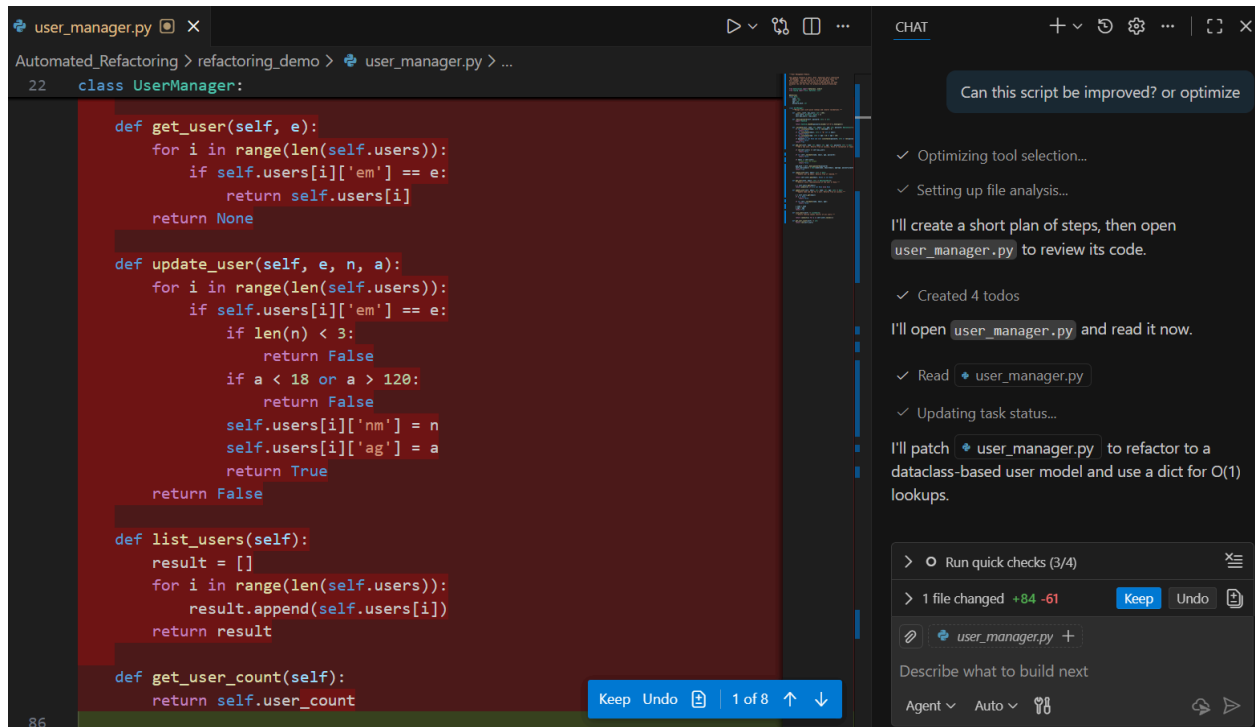 user_manager.py
Automated_Refactoring > refactoring_demo > user_manager.py > ...
22 class UserManager:
def get_user(self, e):
for i in range(len(self.users)):
if self.users[i]['em'] == e:
return self.users[i]
return None
def update_user(self, e, n, a):
for i in range(len(self.users)):
if self.users[i]['em'] == e:
if len(n) < 3:
return False
if a < 18 or a > 120:
return False
self.users[i]['nm'] = n
self.users[i]['ag'] = a
return True
return False
def list_users(self):
result = []
for i in range(len(self.users)):
result.append(self.users[i])
return result
def get_user_count(self):
return self.user_count
86
Keep Undo 1 of 8
CHAT
Can this script be improved? or optimize
Optimizing tool selection...
Setting up file analysis...
I'll create a short plan of steps, then open
user_manager.py to review its code.
Created 4 todos
I'll open user_manager.py and read it now.
Read user_manager.py
Updating task status...
I'll patch user_manager.py to refactor to a
dataclass-based user model and use a dict for O(1)
lookups.
Run quick checks (3/4)
1 file changed +84 -61 Keep Undo
user_manager.py
Describe what to build next
Agent Auto